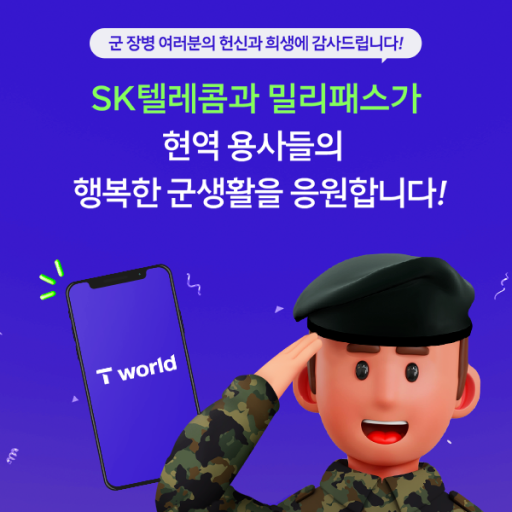 군 장병 여러분의 헌신과 희생에 감사드립니다!
SK텔레콤과 밀리패스가
현역 용사들의
행복한 군생활을 응원합니다!
T world